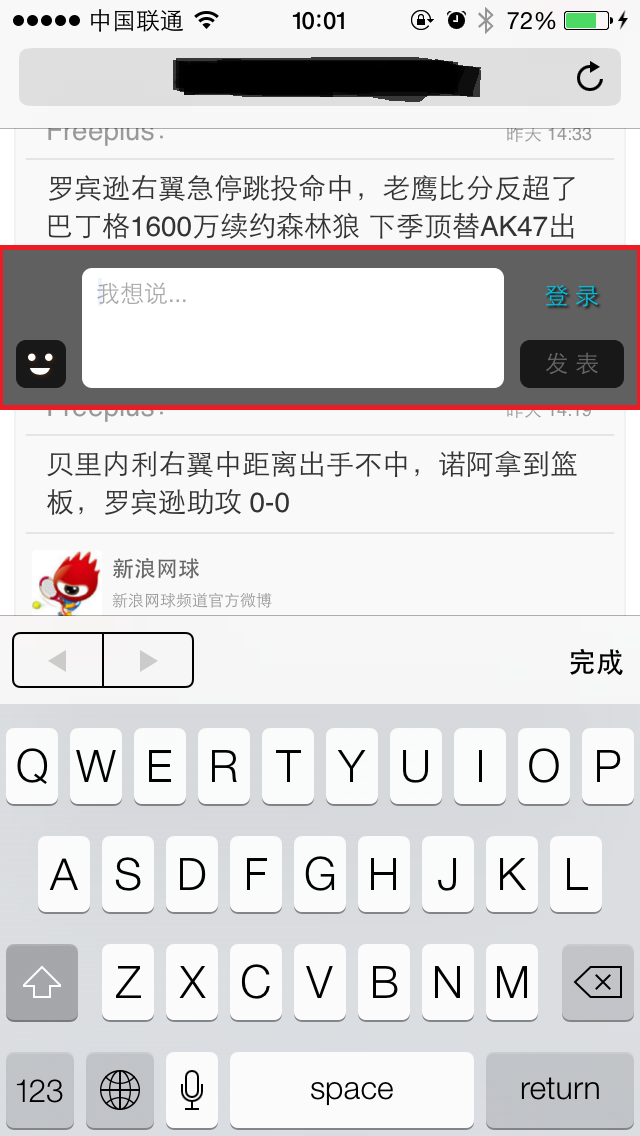 中国联通 10:01 72%
Freeplus: 昨天 14:33
罗宾逊右翼急停跳投命中，老鹰比分反超了
巴丁格1600万续约森林狼 下季顶替AK47出
我想说... 登 录
发 表
Freeplus: 昨天 14:19
贝里内利右翼中距离出手不中，诺阿拿到篮
板，罗宾逊助攻 0-0
新浪网球
新浪网球频道官方微博
完成
Q W E R T Y U I O P
A S D F G H J K L
Z X C V B N M
123 space return